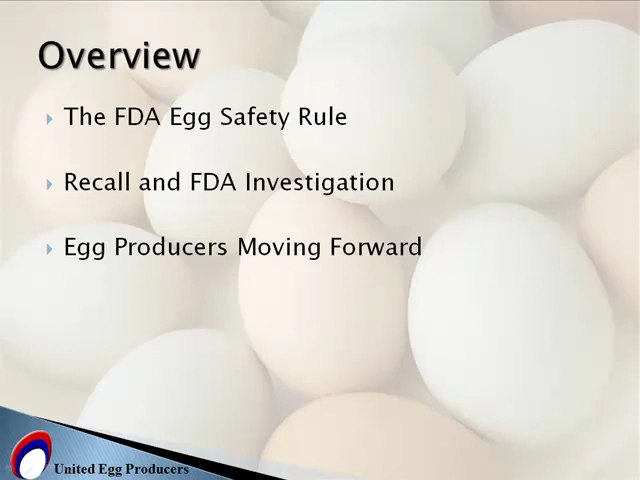 Overview
The FDA Egg Safety Rule
Recall and FDA Investigation
Egg Producers Moving Forward
United Egg Producers